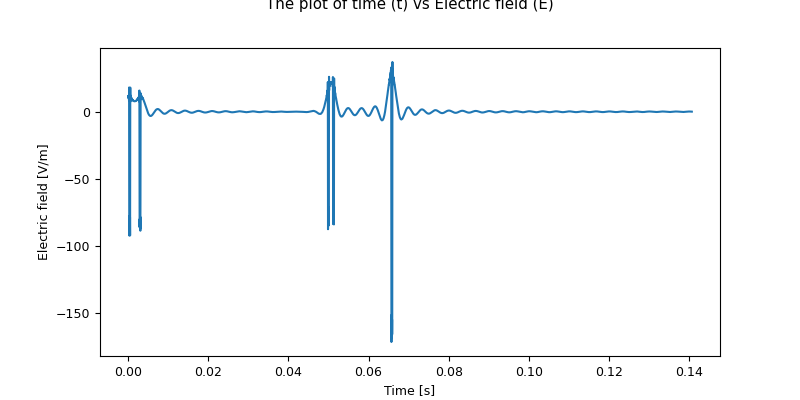 The plot of time (t) vs Electric field (E)
Electric field [V/m]
0
−50
−100
−150
0.00 0.02 0.04 0.06 0.08 0.10 0.12 0.14
Time [s]